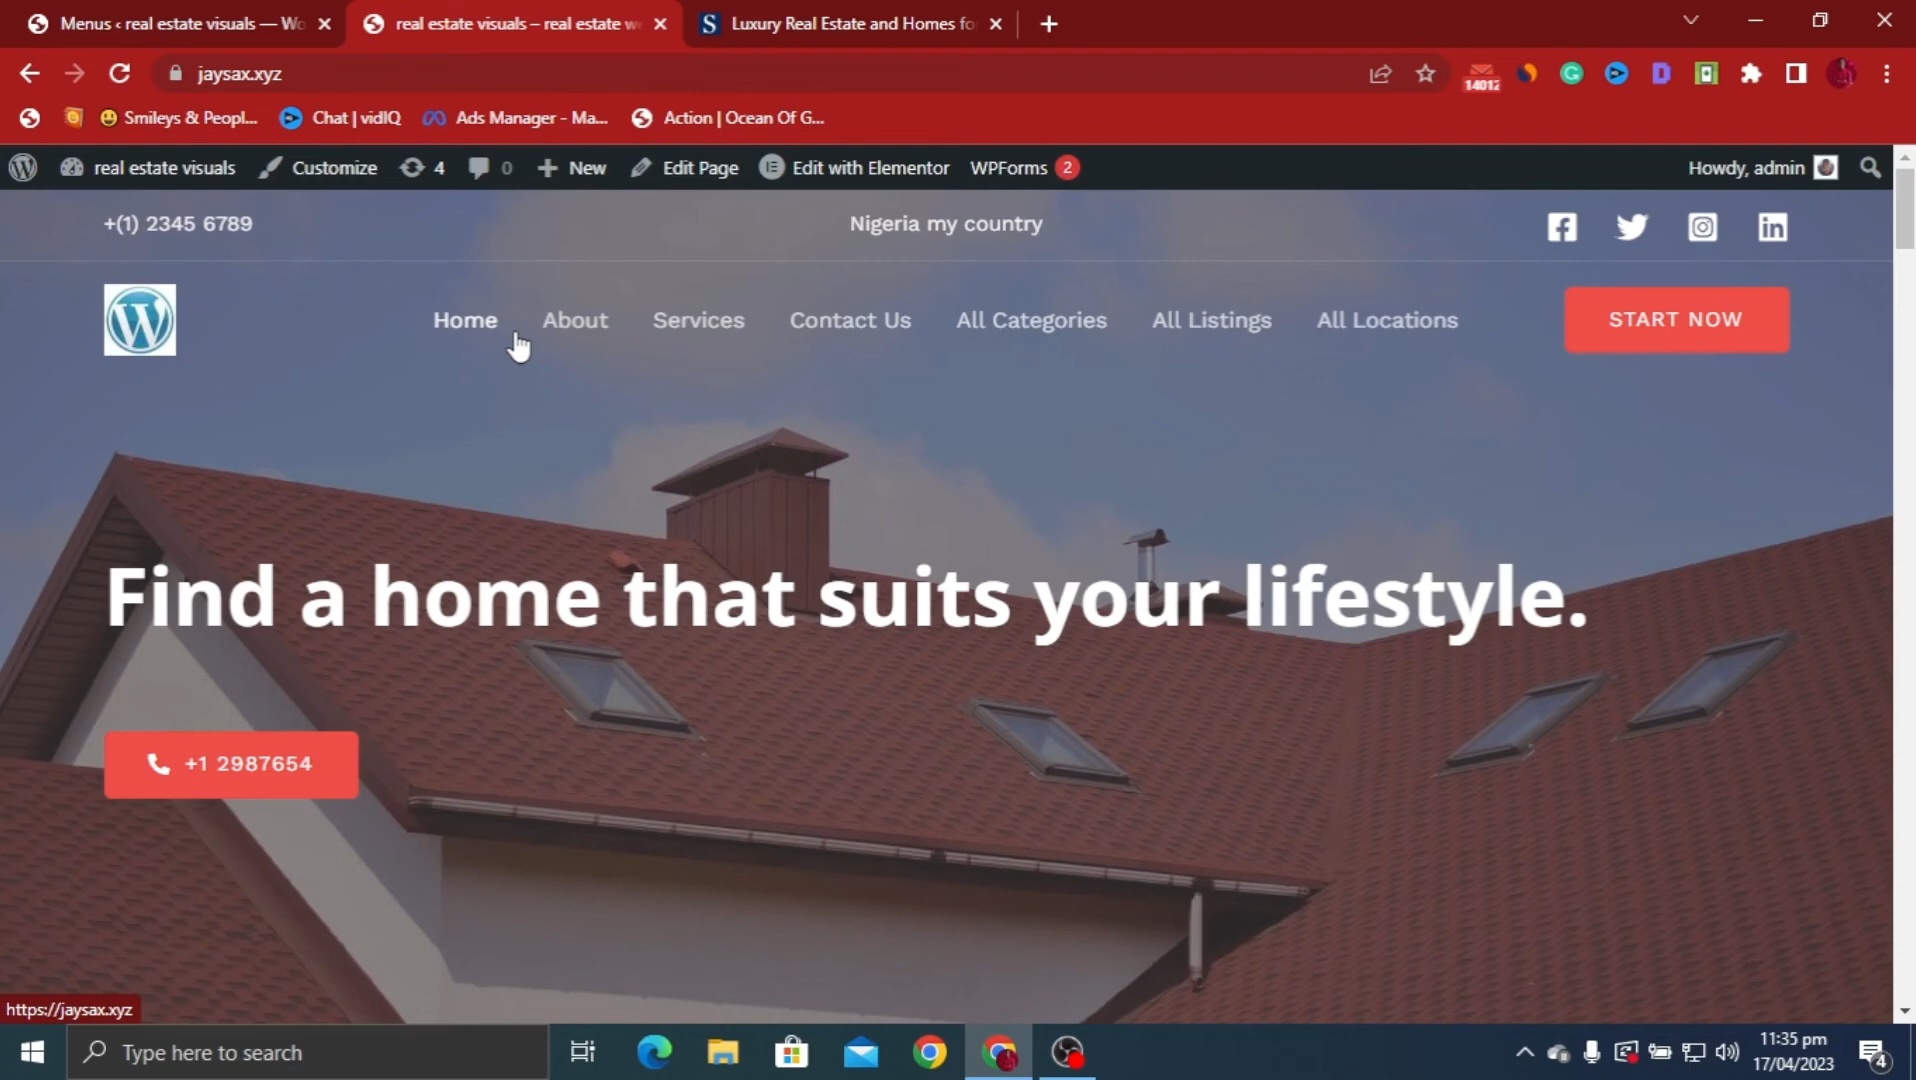 Menus ‹ real estate visuals — Wo
real estate visuals – real estate we
Luxury Real Estate and Homes fo
jaysax.xyz
14012
Smileys & Peopl...
Chat | vidIQ
Ads Manager - Ma...
Action | Ocean Of G...
real estate visuals
Customize
4
0
New
Edit Page
Edit with Elementor
WPForms 2
Howdy, admin
+(1) 2345 6789
Nigeria my country
Home
About
Services
Contact Us
All Categories
All Listings
All Locations
START NOW
Find a home that suits your lifestyle.
+1 2987654
https://jaysax.xyz
Type here to search
11:35 pm
17/04/2023
4